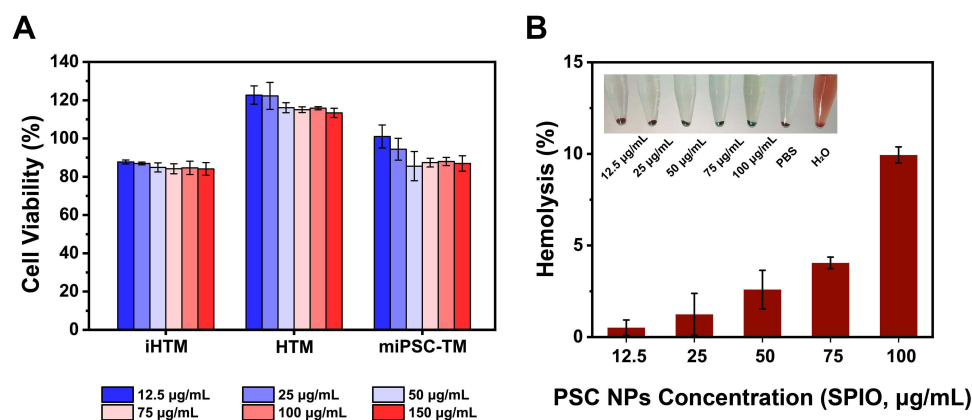 A
Cell Viability (%)
140
120
100
80
60
40
20
0
iHTM HTM miPSC-TM
12.5 μg/mL 25 μg/mL 50 μg/mL
75 μg/mL 100 μg/mL 150 μg/mL
B
Hemolysis (%)
15
10
5
0
12.5 μg/mL 25 μg/mL 50 μg/mL 75 μg/mL 100 μg/mL PBS H₂O
12.5 25 50 75 100
PSC NPs Concentration (SPIO, μg/mL)